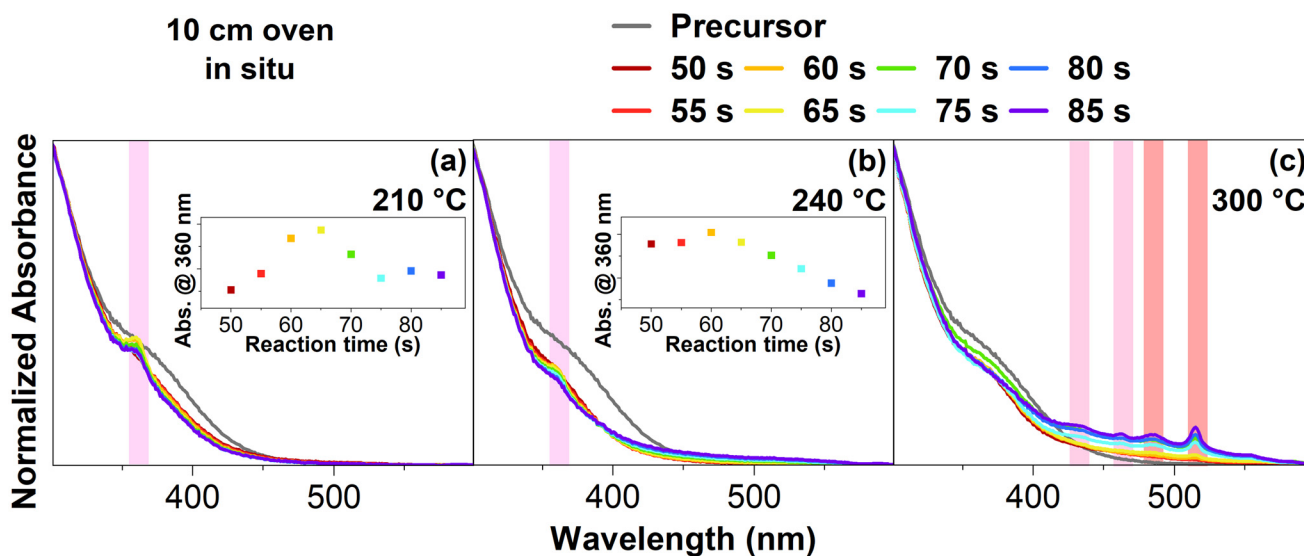 10 cm oven
in situ
Precursor
50 s 60 s 70 s 80 s
55 s 65 s 75 s 85 s
Normalized Absorbance
(a)
210 °C
Abs. @ 360 nm
50 60 70 80
Reaction time (s)
400 500
(b)
240 °C
Abs. @ 360 nm
50 60 70 80
Reaction time (s)
400 500
(c)
300 °C
400 500
Wavelength (nm)